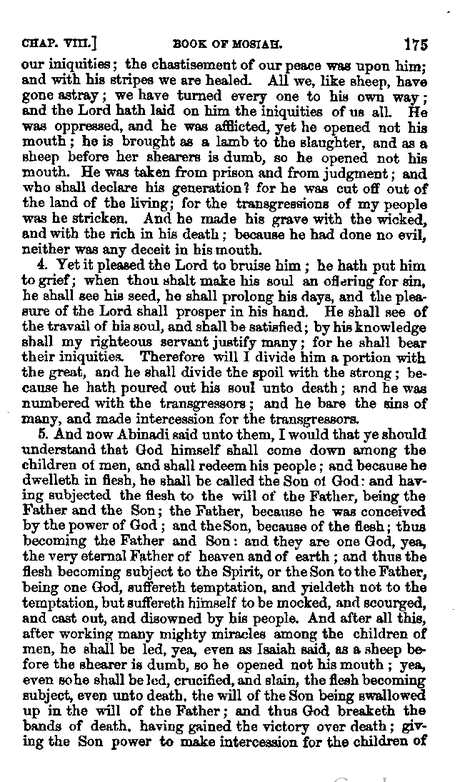 CHAP. VIII.] BOOK OF MOSIAH. 175
our iniquities; the chastisement of our peace was upon him;
and with his stripes we are healed. All we, like sheep, have
gone astray; we have turned every one to his own way;
and the Lord hath laid on him the iniquities of us all. He
was oppressed, and he was afflicted, yet he opened not his
mouth; he is brought as a lamb to the slaughter, and as a
sheep before her shearers is dumb, so he opened not his
mouth. He was taken from prison and from judgment; and
who shall declare his generation? for he was cut off out of
the land of the living; for the transgressions of my people
was he stricken. And he made his grave with the wicked,
and with the rich in his death; because he had done no evil,
neither was any deceit in his mouth.
4. Yet it pleased the Lord to bruise him; he hath put him
to grief; when thou shalt make his soul an offering for sin,
he shall see his seed, he shall prolong his days, and the plea-
sure of the Lord shall prosper in his hand. He shall see of
the travail of his soul, and shall be satisfied; by his knowledge
shall my righteous servant justify many; for he shall bear
their iniquities. Therefore will I divide him a portion with
the great, and he shall divide the spoil with the strong; be-
cause he hath poured out his soul unto death; and he was
numbered with the transgressors; and he bare the sins of
many, and made intercession for the transgressors.
5. And now Abinadi said unto them, I would that ye should
understand that God himself shall come down among the
children of men, and shall redeem his people; and because he
dwelleth in flesh, he shall be called the Son of God: and hav-
ing subjected the flesh to the will of the Father, being the
Father and the Son; the Father, because he was conceived
by the power of God; and the Son, because of the flesh; thus
becoming the Father and Son: and they are one God, yea,
the very eternal Father of heaven and of earth; and thus the
flesh becoming subject to the Spirit, or the Son to the Father,
being one God, suffereth temptation, and yieldeth not to the
temptation, but suffereth himself to be mocked, and scourged,
and cast out, and disowned by his people. And after all this,
after working many mighty miracles among the children of
men, he shall be led, yea, even as Isaiah said, as a sheep be-
fore the shearer is dumb, so he opened not his mouth; yea,
even so he shall be led, crucified, and slain, the flesh becoming
subject, even unto death, the will of the Son being swallowed
up in the will of the Father; and thus God breaketh the
bands of death, having gained the victory over death; giv-
ing the Son power to make intercession for the children of